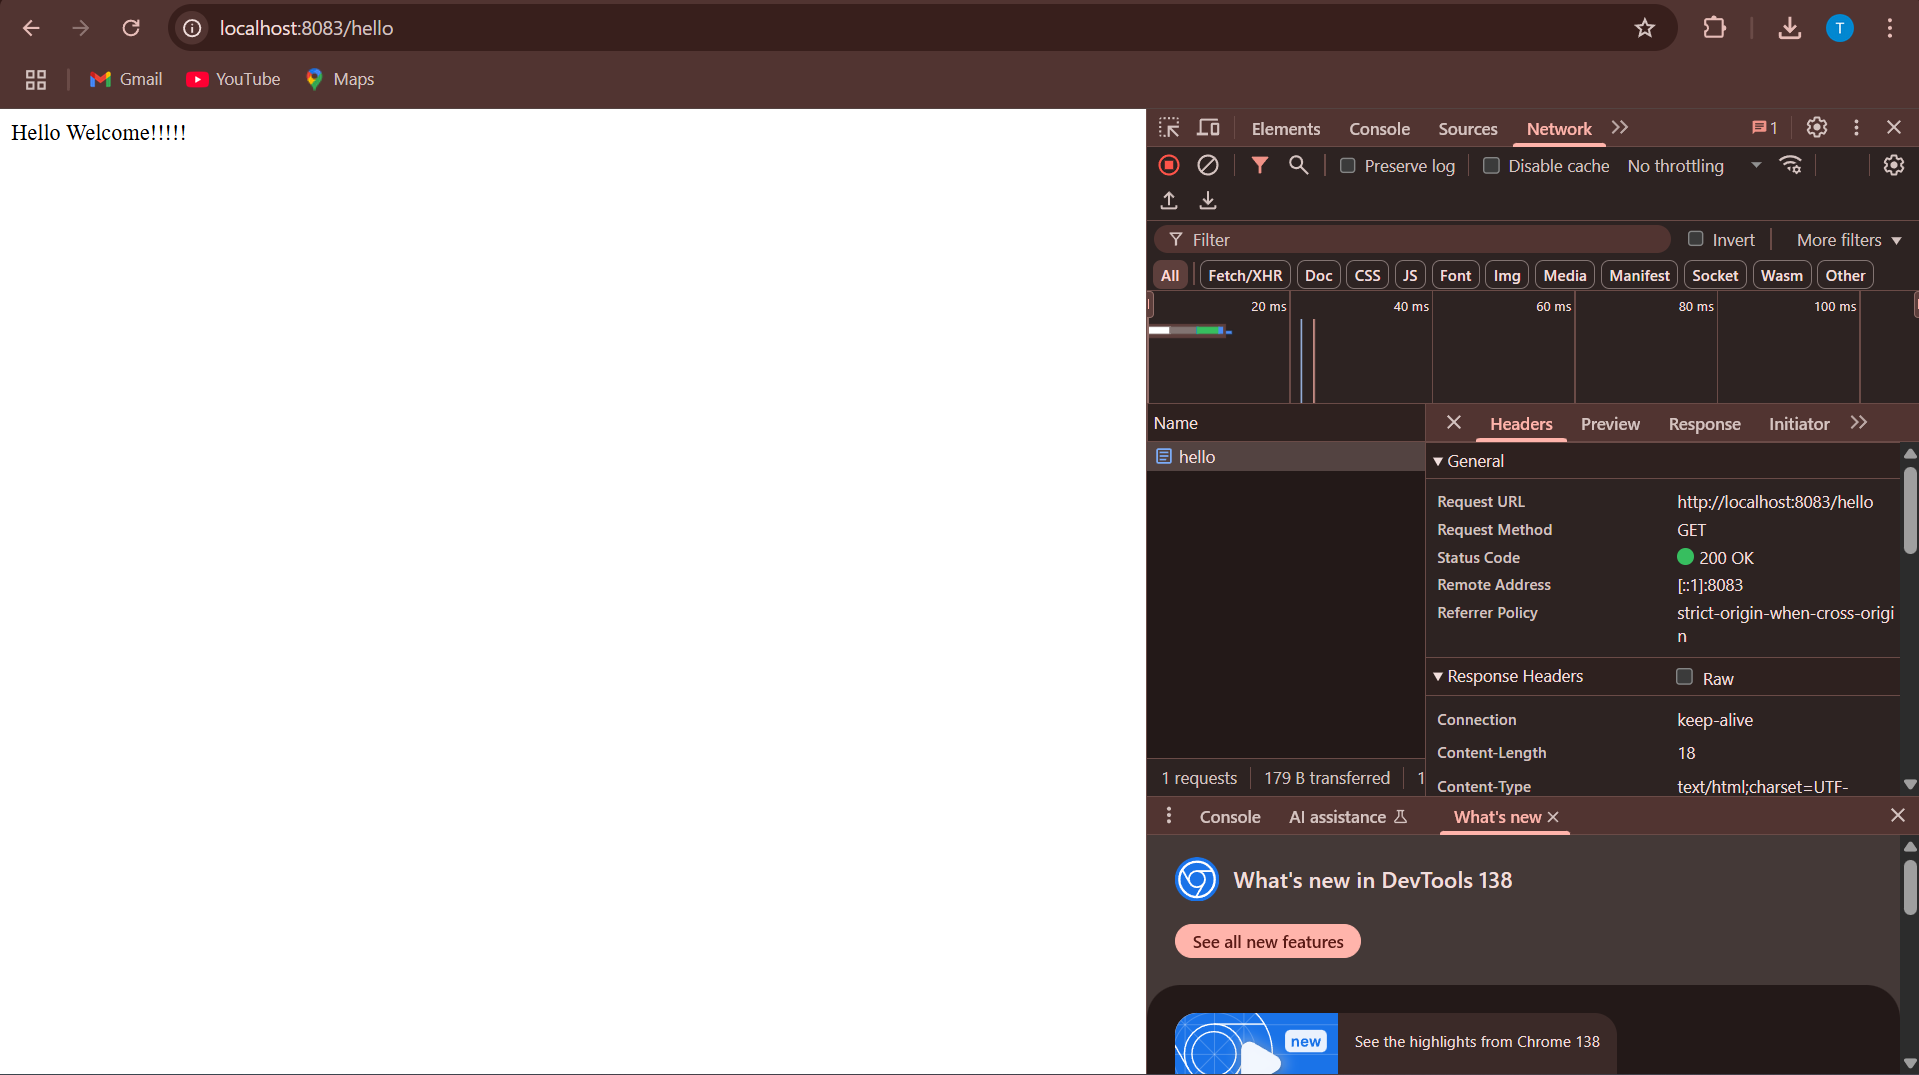 localhost:8083/hello
T
Gmail YouTube Maps
Hello Welcome!!!!!
Elements Console Sources Network 1
Preserve log Disable cache No throttling
Filter Invert More filters
All Fetch/XHR Doc CSS JS Font Img Media Manifest Socket Wasm Other
20 ms 40 ms 60 ms 80 ms 100 ms
Name
hello
1 requests 179 B transferred 1
Headers Preview Response Initiator
General
Request URL http://localhost:8083/hello
Request Method GET
Status Code 200 OK
Remote Address [::1]:8083
Referrer Policy strict-origin-when-cross-origi
n
Response Headers Raw
Connection keep-alive
Content-Length 18
Content-Type text/html;charset=UTF-
Console AI assistance What's new
What's new in DevTools 138
See all new features
new
See the highlights from Chrome 138